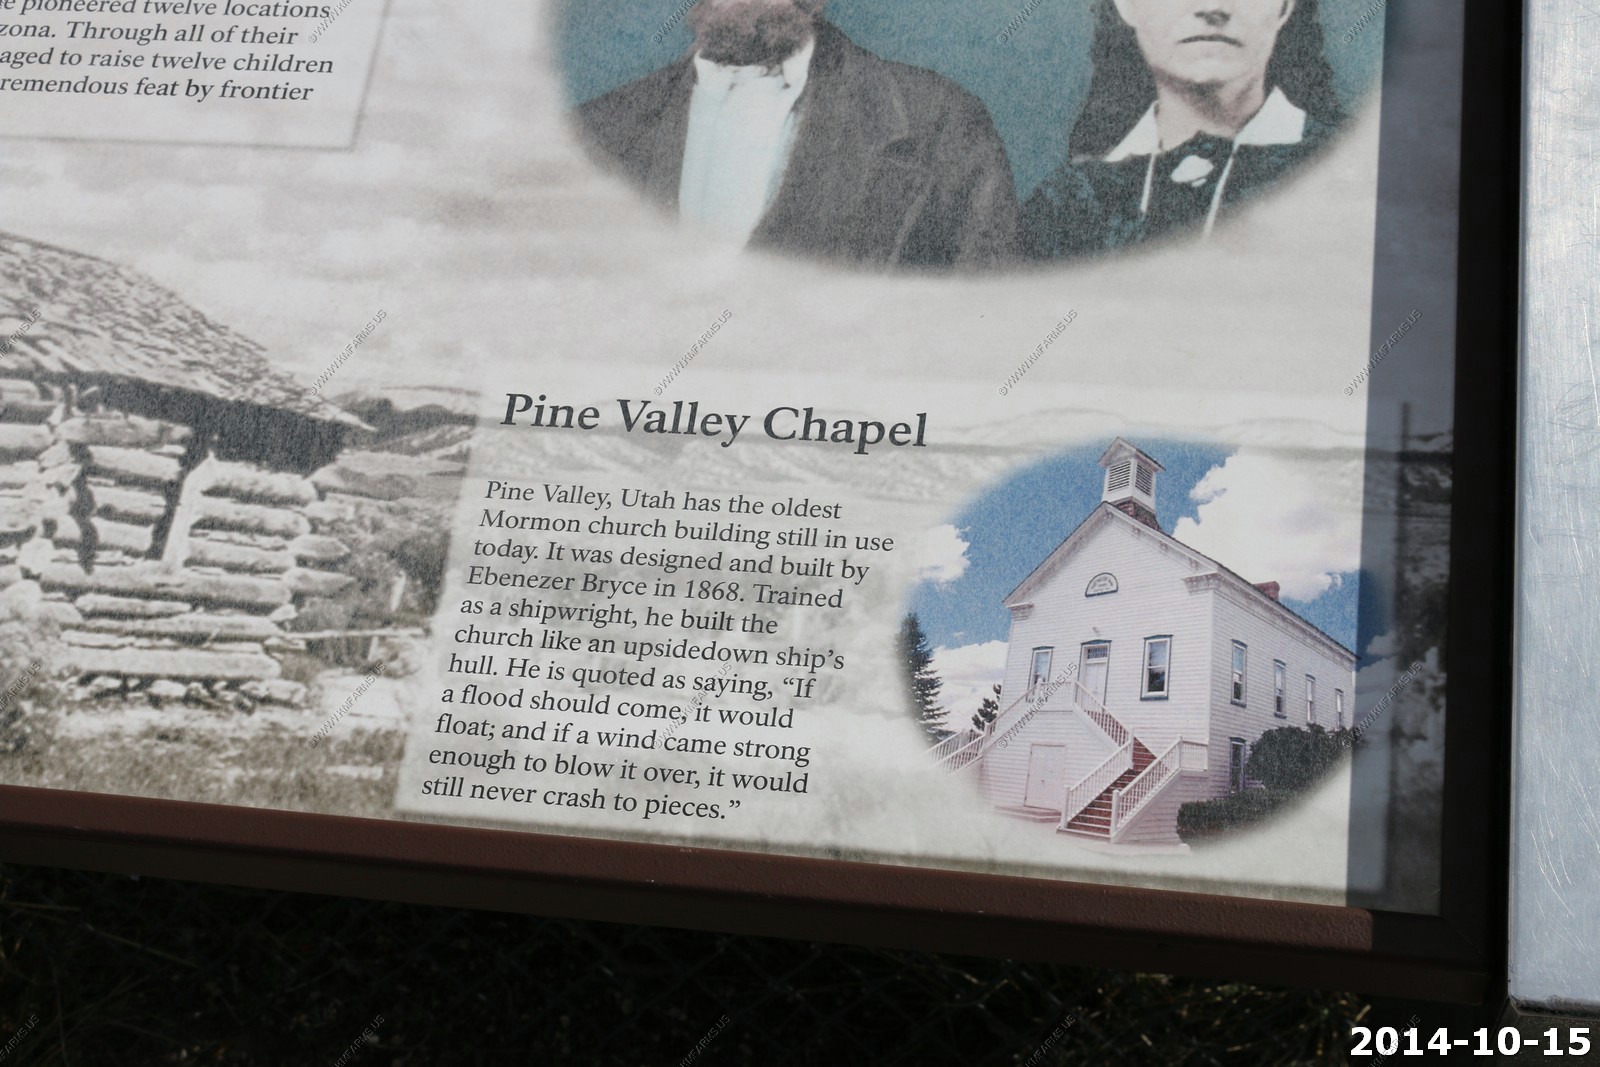 pioneered twelve locations
Through all of their
to raise twelve children
feat by frontier
Pine Valley Chapel
Pine Valley, Utah has the oldest
Mormon church building still in use
today. It was designed and built by
Ebenezer Bryce in 1868. Trained
as a shipwright, he built the
church like an upsidedown ship's
hull. He is quoted as saying, “If
a flood should come, it would
float; and if a wind came strong
enough to blow it over, it would
still never crash to pieces.”
©WWW.KMFARMS.US
2014-10-15